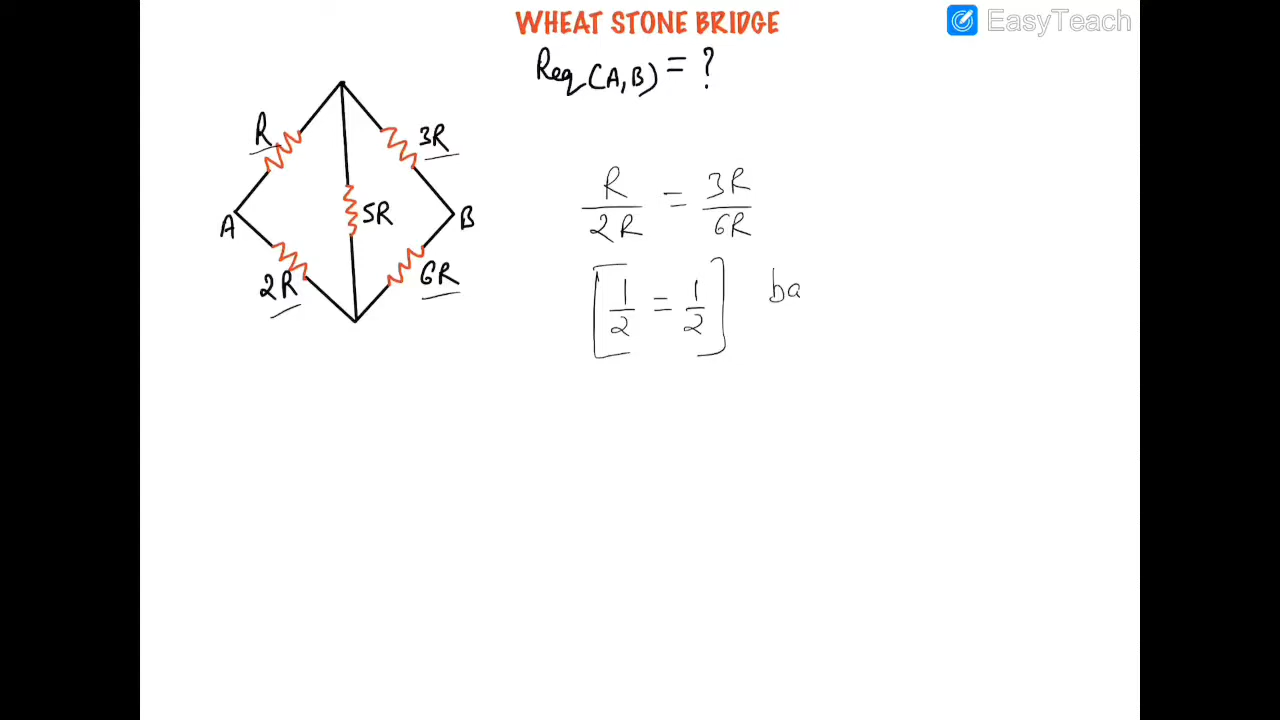 WHEAT STONE BRIDGE
EasyTeach
Req(A,B) = ?
R
3R
5R
A
B
2R
6R
R/2R = 3R/6R
[1/2 = 1/2] ba